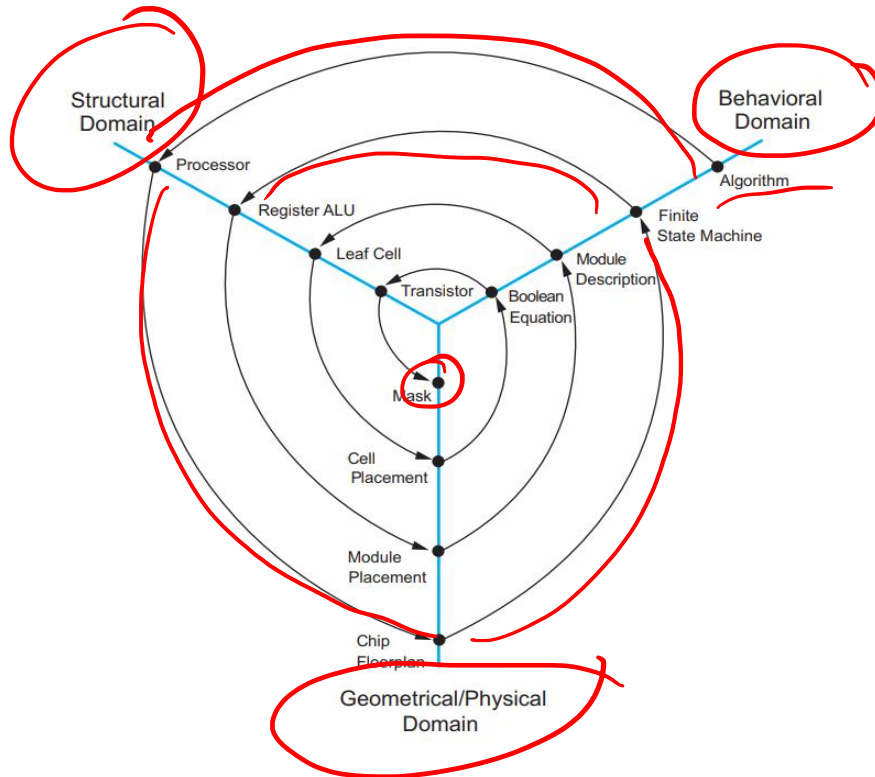 Structural
Domain
Behavioral
Domain
Processor
Algorithm
Register ALU
Finite
State Machine
Leaf Cell
Module
Description
Transistor
Boolean
Equation
Mask
Cell
Placement
Module
Placement
Chip
Floorplan
Geometrical/Physical
Domain